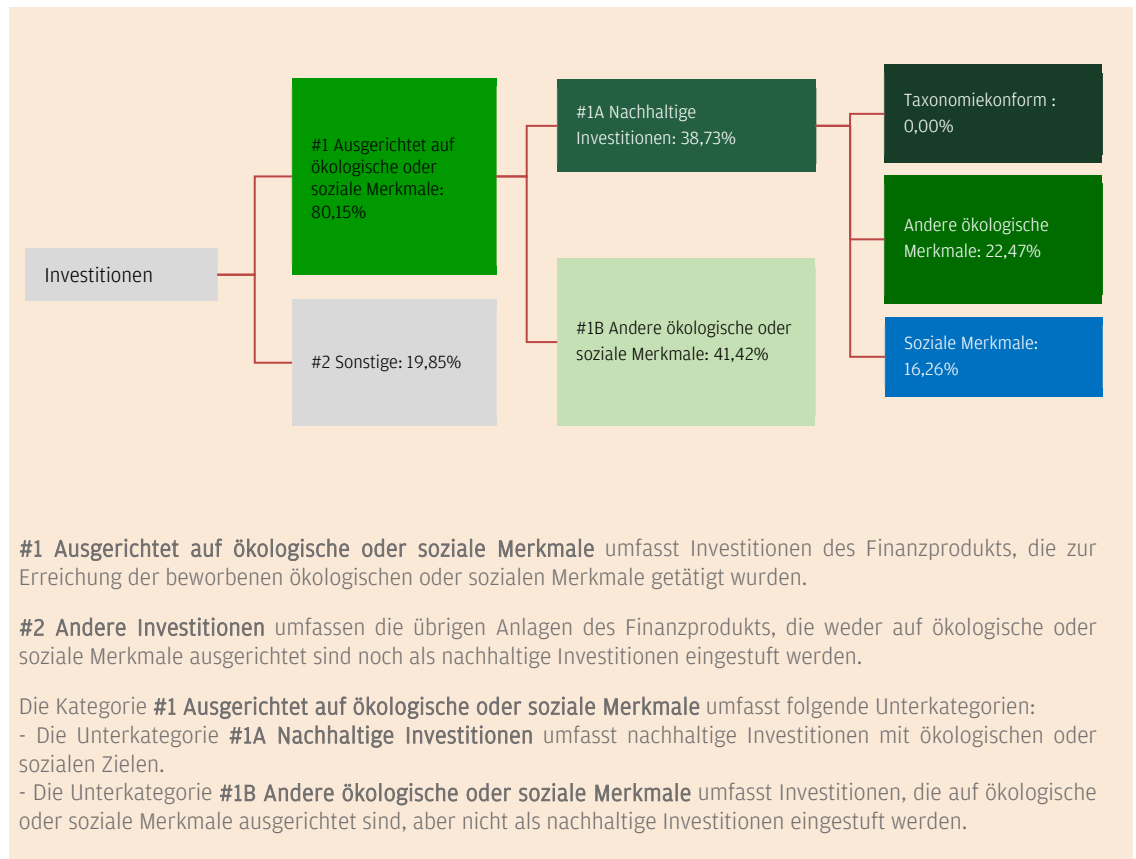 Investitionen
#1 Ausgerichtet auf
ökologische oder
soziale Merkmale:
80,15%
#2 Sonstige: 19,85%
#1A Nachhaltige
Investitionen: 38,73%
#1B Andere ökologische oder
soziale Merkmale: 41,42%
Taxonomiekonform :
0,00%
Andere ökologische
Merkmale: 22,47%
Soziale Merkmale:
16,26%
#1 Ausgerichtet auf ökologische oder soziale Merkmale umfasst Investitionen des Finanzprodukts, die zur
Erreichung der beworbenen ökologischen oder sozialen Merkmale getätigt wurden.
#2 Andere Investitionen umfassen die übrigen Anlagen des Finanzprodukts, die weder auf ökologische oder
soziale Merkmale ausgerichtet sind noch als nachhaltige Investitionen eingestuft werden.
Die Kategorie #1 Ausgerichtet auf ökologische oder soziale Merkmale umfasst folgende Unterkategorien:
- Die Unterkategorie #1A Nachhaltige Investitionen umfasst nachhaltige Investitionen mit ökologischen oder
sozialen Zielen.
- Die Unterkategorie #1B Andere ökologische oder soziale Merkmale umfasst Investitionen, die auf ökologische
oder soziale Merkmale ausgerichtet sind, aber nicht als nachhaltige Investitionen eingestuft werden.